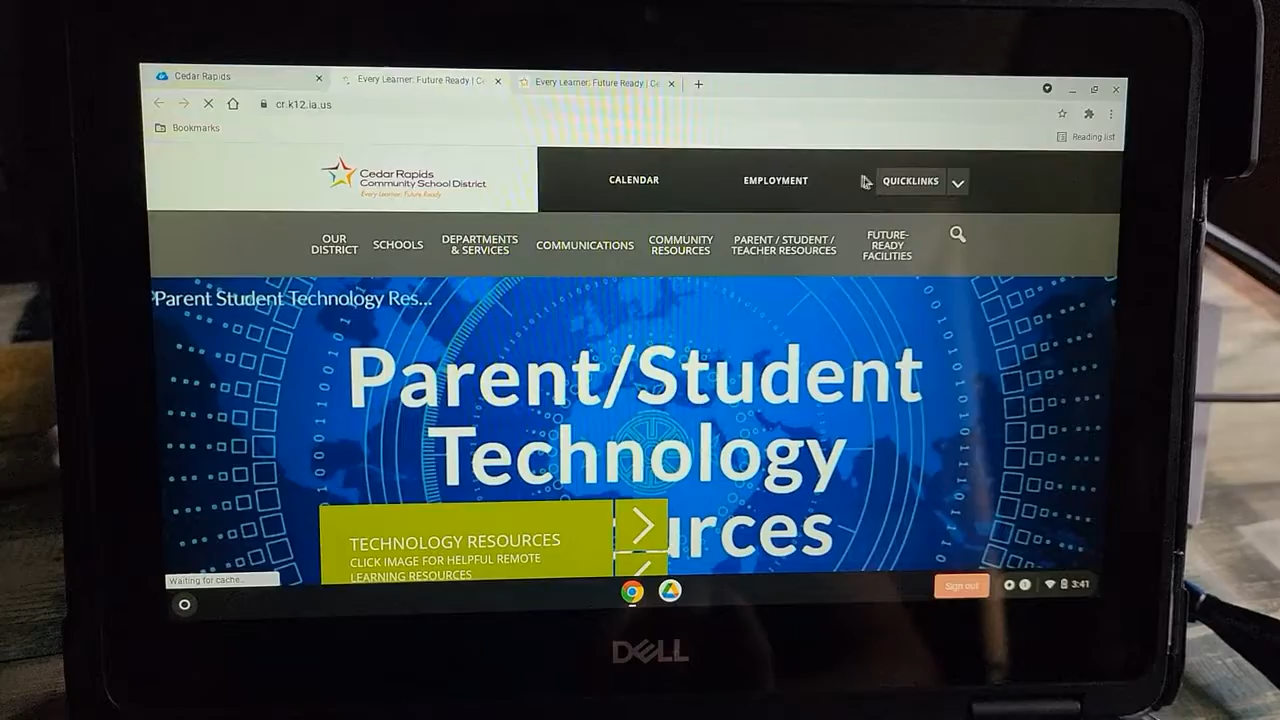 Cedar Rapids
Every Learner: Future Ready | Ce
Every Learner: Future Ready | Ce
cr.k12.ia.us
Bookmarks
Reading list
Cedar Rapids
Community School District
Every Learner: Future Ready
CALENDAR
EMPLOYMENT
QUICKLINKS
OUR
DISTRICT
SCHOOLS
DEPARTMENTS
& SERVICES
COMMUNICATIONS
COMMUNITY
RESOURCES
PARENT / STUDENT /
TEACHER RESOURCES
FUTURE-
READY
FACILITIES
Parent Student Technology Res...
Parent/Student
Technology
urces
TECHNOLOGY RESOURCES
CLICK IMAGE FOR HELPFUL REMOTE
LEARNING RESOURCES
Waiting for cache...
Sign out
3:41
DELL